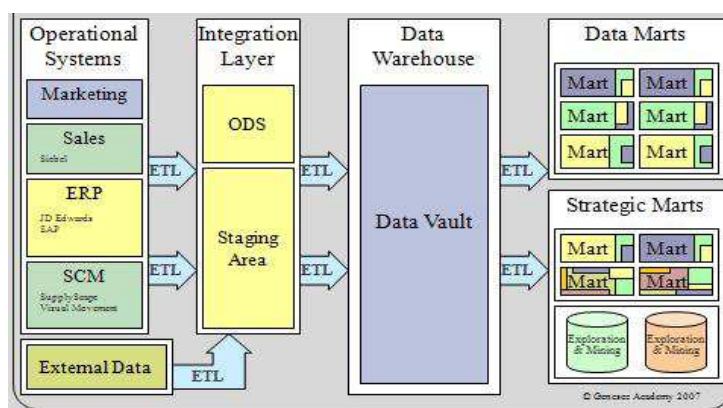 Operational
Systems
Marketing
Sales
Siebel
ERP
JD Edwards
SAP
SCM
SupplyScape
Visual Movement
External Data
ETL
ETL
ETL
Integration
Layer
ODS
Staging
Area
ETL
ETL
Data
Warehouse
Data Vault
ETL
ETL
Data Marts
Mart Mart
Mart Mart
Mart Mart
Strategic Marts
Mart Mart
Mart Mart
Exploration
& Mining
Exploration
& Mining
© Genesee Academy 2007